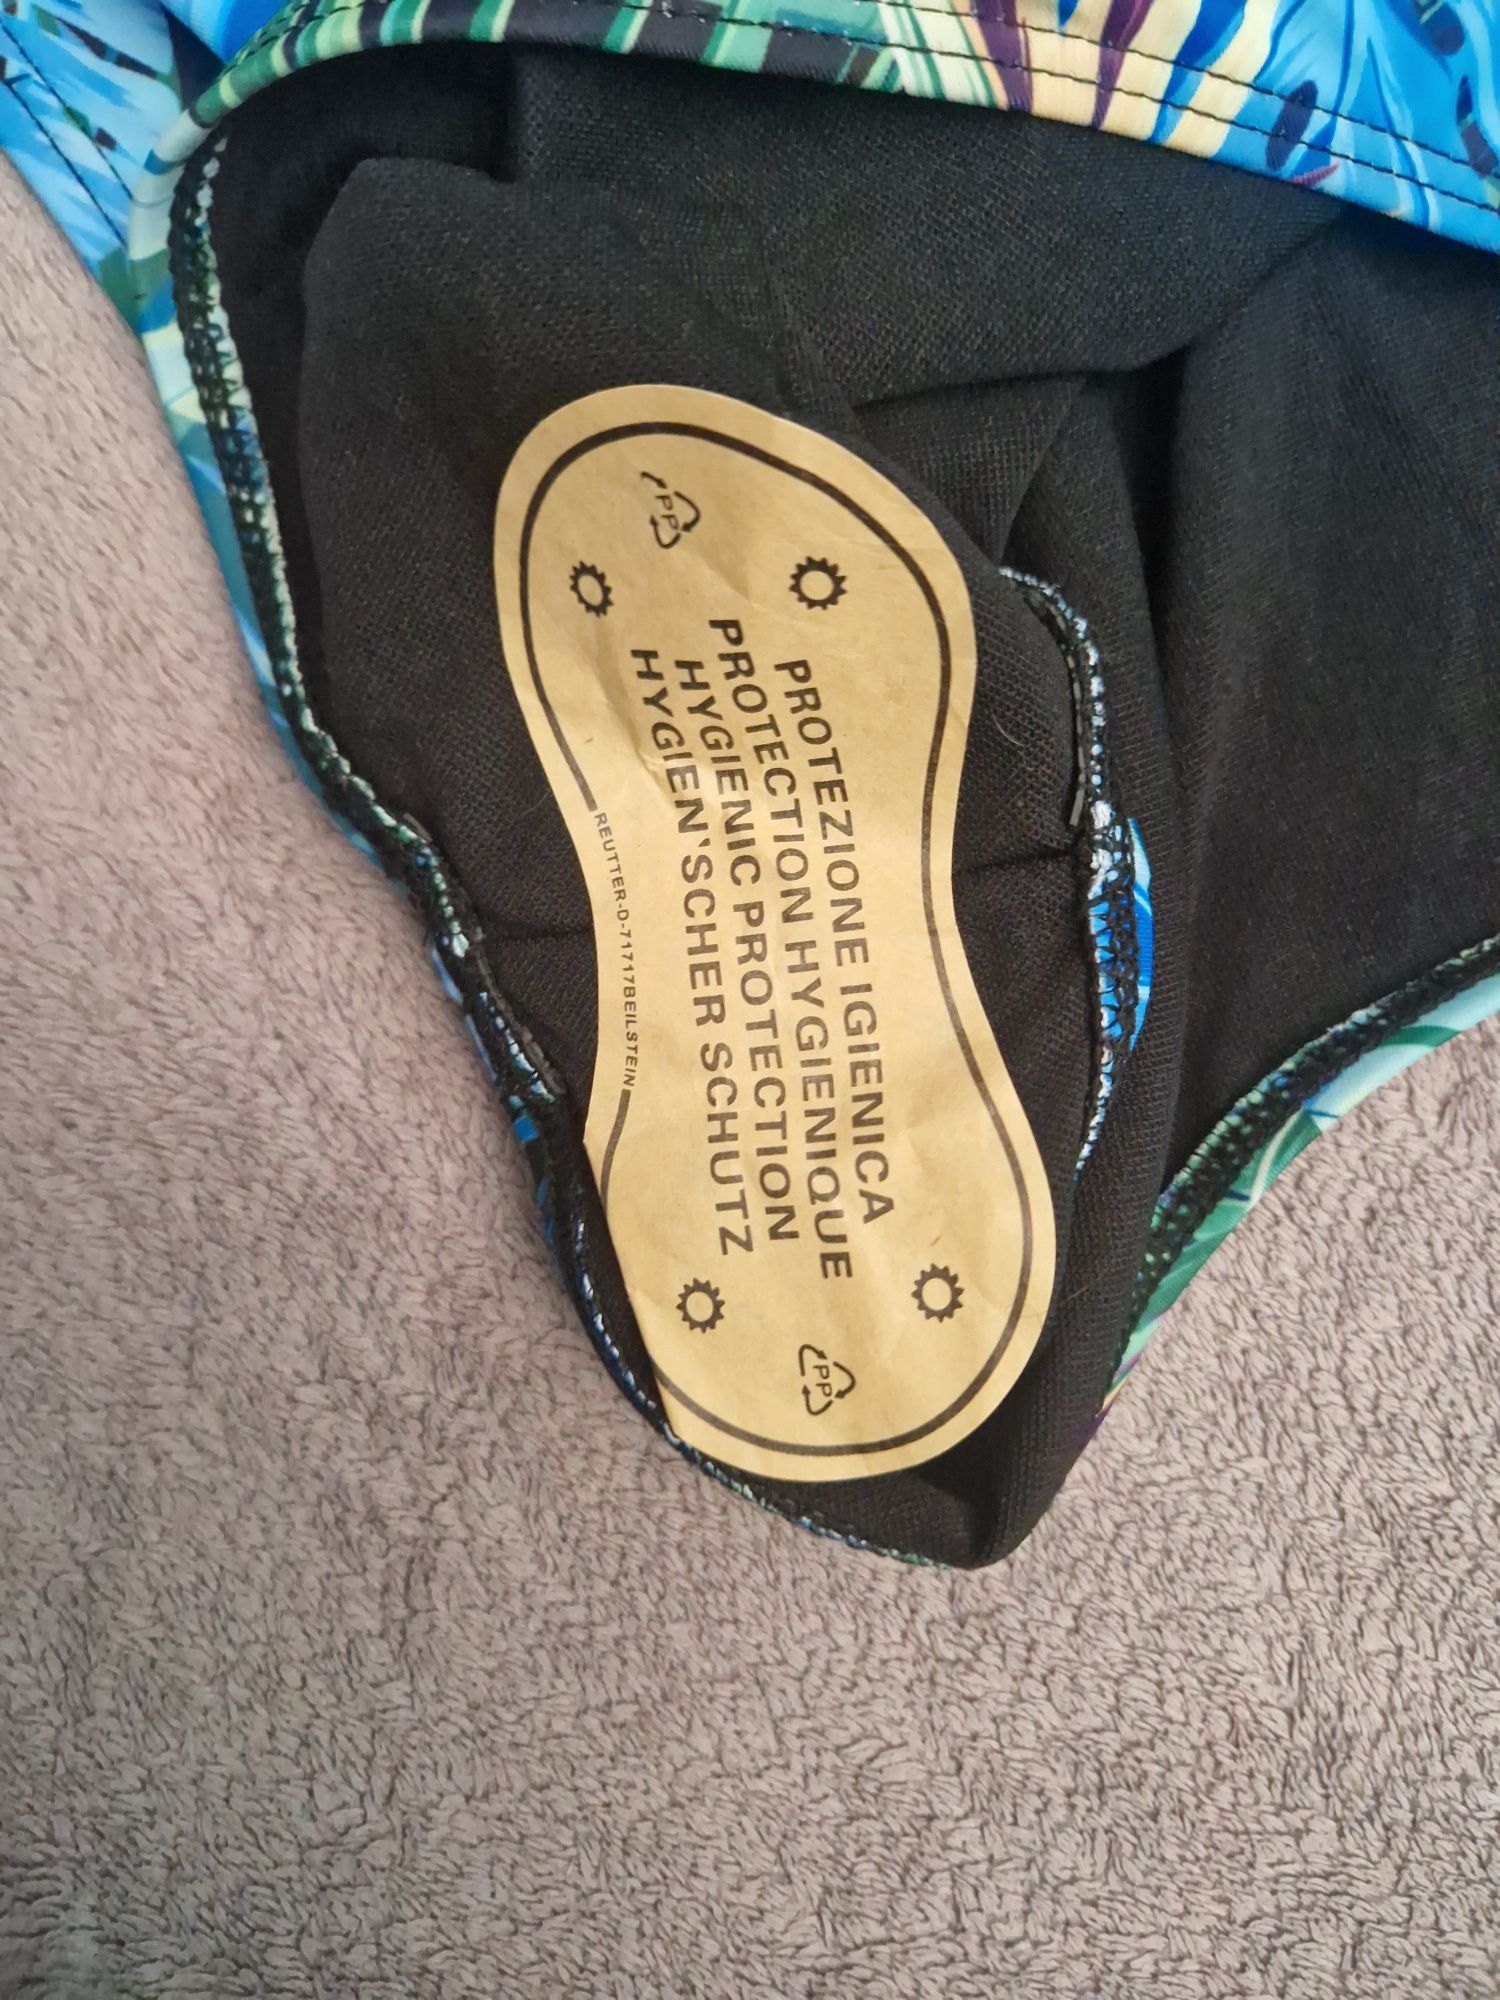 PP
PROTEZIONE IGIENICA
PROTECTION HYGIENIQUE
HYGIENIC PROTECTION
HYGIEN'SCHER SCHUTZ
REUTTER-D-71717BEILSTEIN
PP